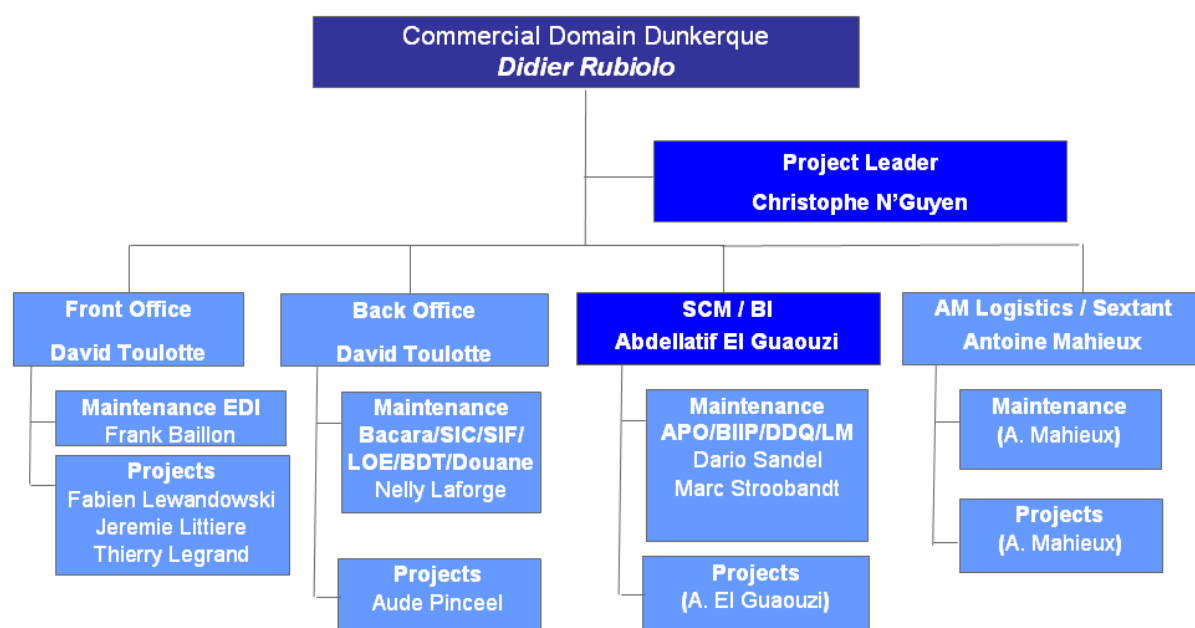 Commercial Domain Dunkerque
Didier Rubiolo
Project Leader
Christophe N'Guyen
Front Office
David Toulotte
Maintenance EDI
Frank Baillon
Projects
Fabien Lewandowski
Jeremie Littiere
Thierry Legrand
Back Office
David Toulotte
Maintenance
Bacara/SIC/SIF/
LOE/BDT/Douane
Nelly Laforge
Projects
Aude Pinceel
SCM / BI
Abdellatif El Guaouzi
Maintenance
APO/BIIP/DDQ/LM
Dario Sandel
Marc Stroobandt
Projects
(A. El Guaouzi)
AM Logistics / Sextant
Antoine Mahieux
Maintenance
(A. Mahieux)
Projects
(A. Mahieux)